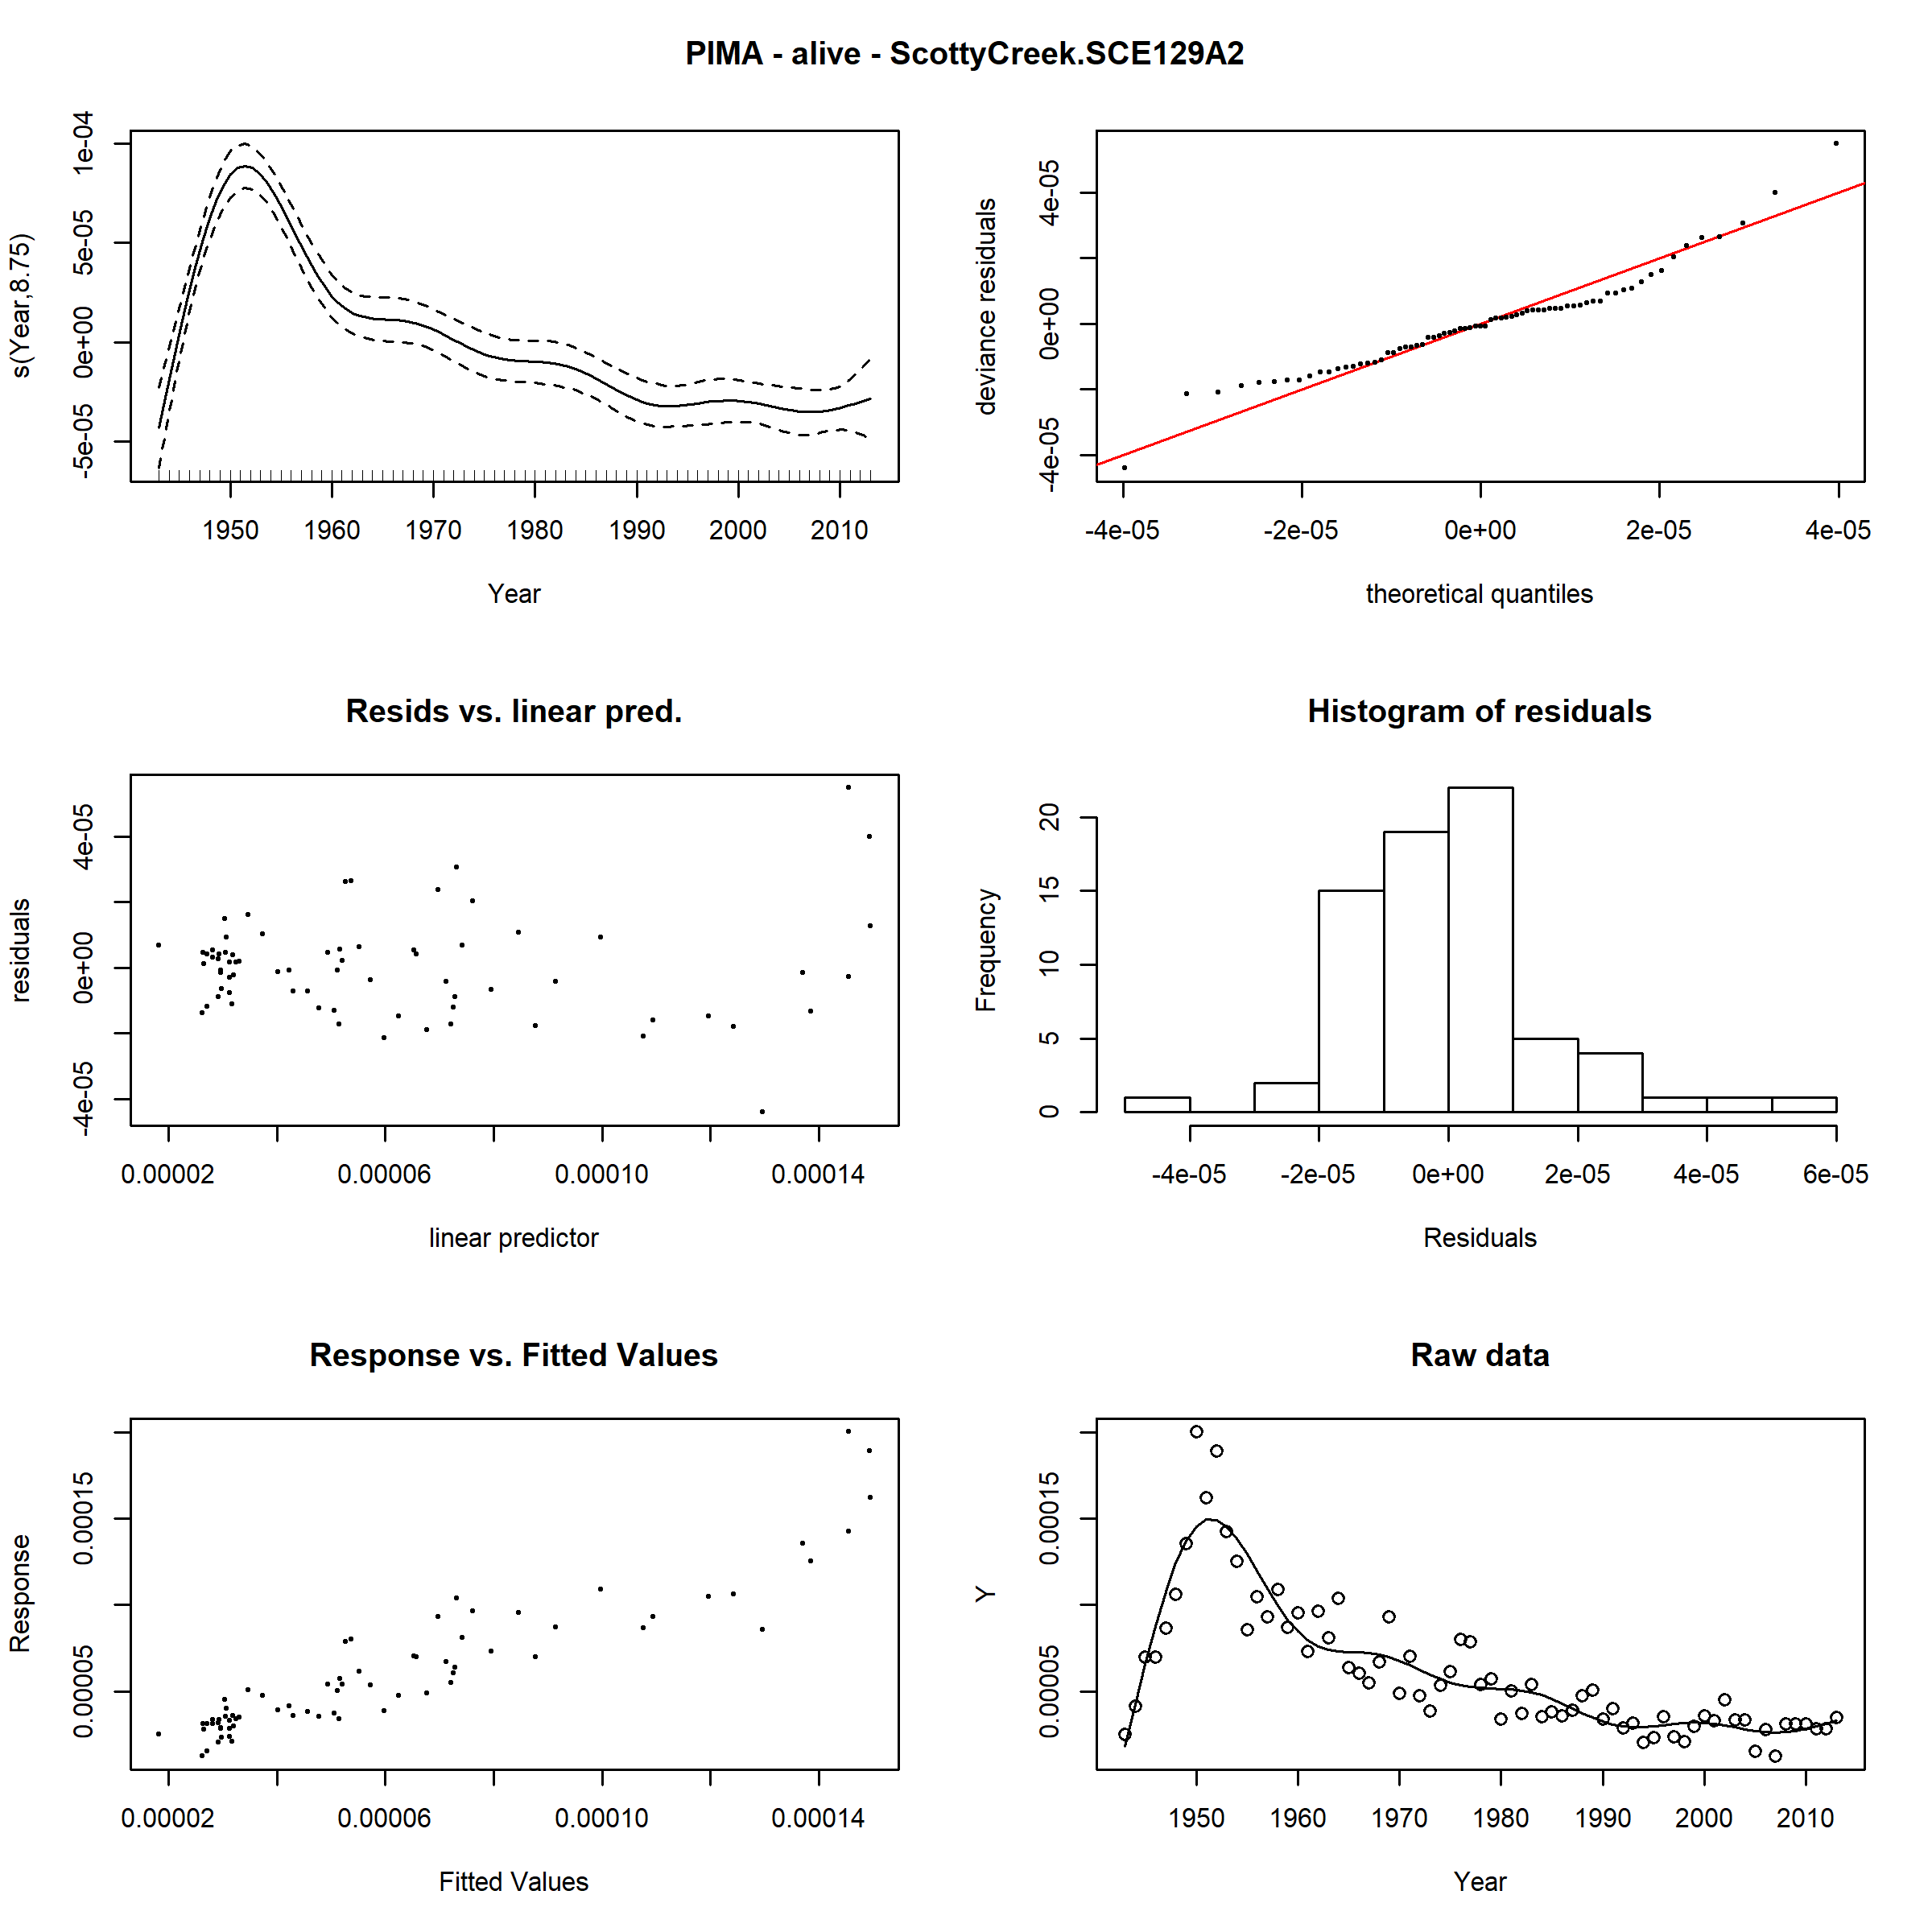 PIMA - alive - ScottyCreek.SCE129A2
s(Year,8.75)
-5e-05 0e+00 5e-05 1e-04
1950 1960 1970 1980 1990 2000 2010
Year
deviance residuals
-4e-05 0e+00 4e-05
-4e-05 -2e-05 0e+00 2e-05 4e-05
theoretical quantiles
Resids vs. linear pred.
residuals
-4e-05 0e+00 4e-05
0.00002 0.00006 0.00010 0.00014
linear predictor
Histogram of residuals
Frequency
0 5 10 15 20
-4e-05 -2e-05 0e+00 2e-05 4e-05 6e-05
Residuals
Response vs. Fitted Values
Response
0.00005 0.00015
0.00002 0.00006 0.00010 0.00014
Fitted Values
Raw data
Y
0.00005 0.00015
1950 1960 1970 1980 1990 2000 2010
Year